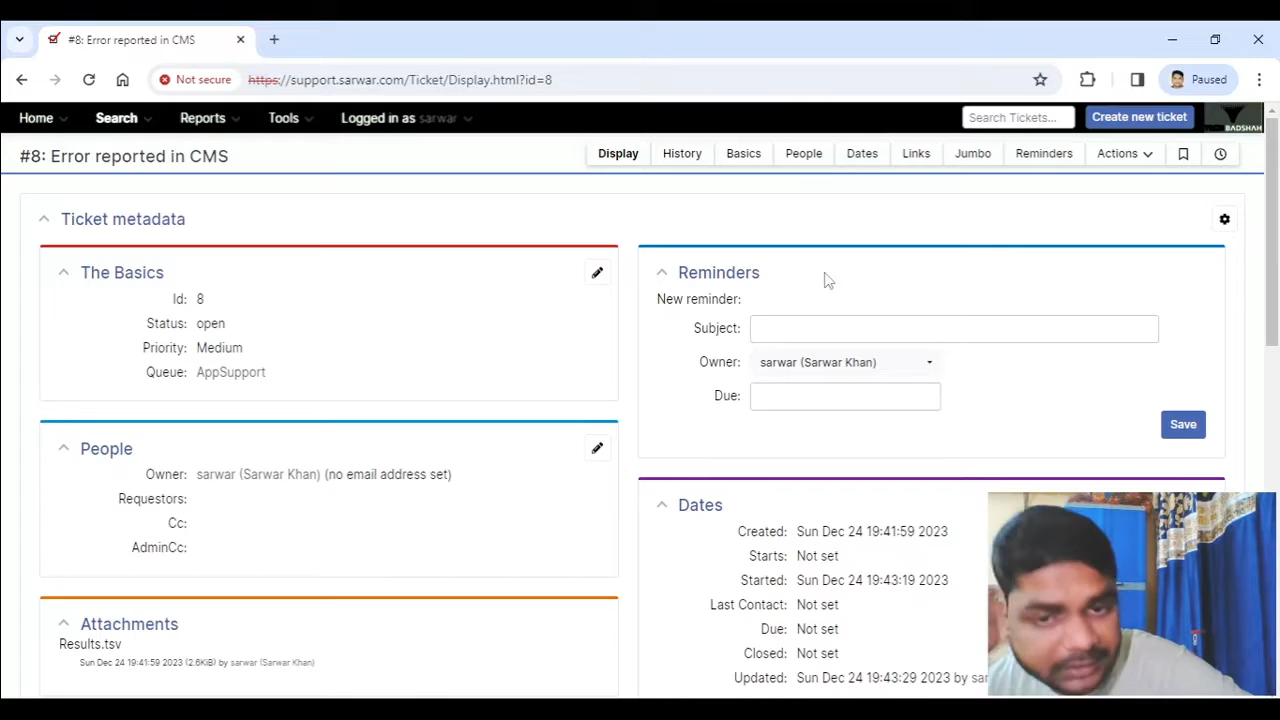 #8: Error reported in CMS
Not secure https://support.sarwar.com/Ticket/Display.html?id=8 Paused
Home Search Reports Tools Logged in as sarwar Search Tickets... Create new ticket BADSHAH
#8: Error reported in CMS Display History Basics People Dates Links Jumbo Reminders Actions
Ticket metadata
The Basics
Id: 8
Status: open
Priority: Medium
Queue: AppSupport
People
Owner: sarwar (Sarwar Khan) (no email address set)
Requestors:
Cc:
AdminCc:
Attachments
Results.tsv
Sun Dec 24 19:41:59 2023 (2.6KiB) by sarwar (Sarwar Khan)
Reminders
New reminder:
Subject:
Owner: sarwar (Sarwar Khan)
Due:
Save
Dates
Created: Sun Dec 24 19:41:59 2023
Starts: Not set
Started: Sun Dec 24 19:43:19 2023
Last Contact: Not set
Due: Not set
Closed: Not set
Updated: Sun Dec 24 19:43:29 2023 by sar